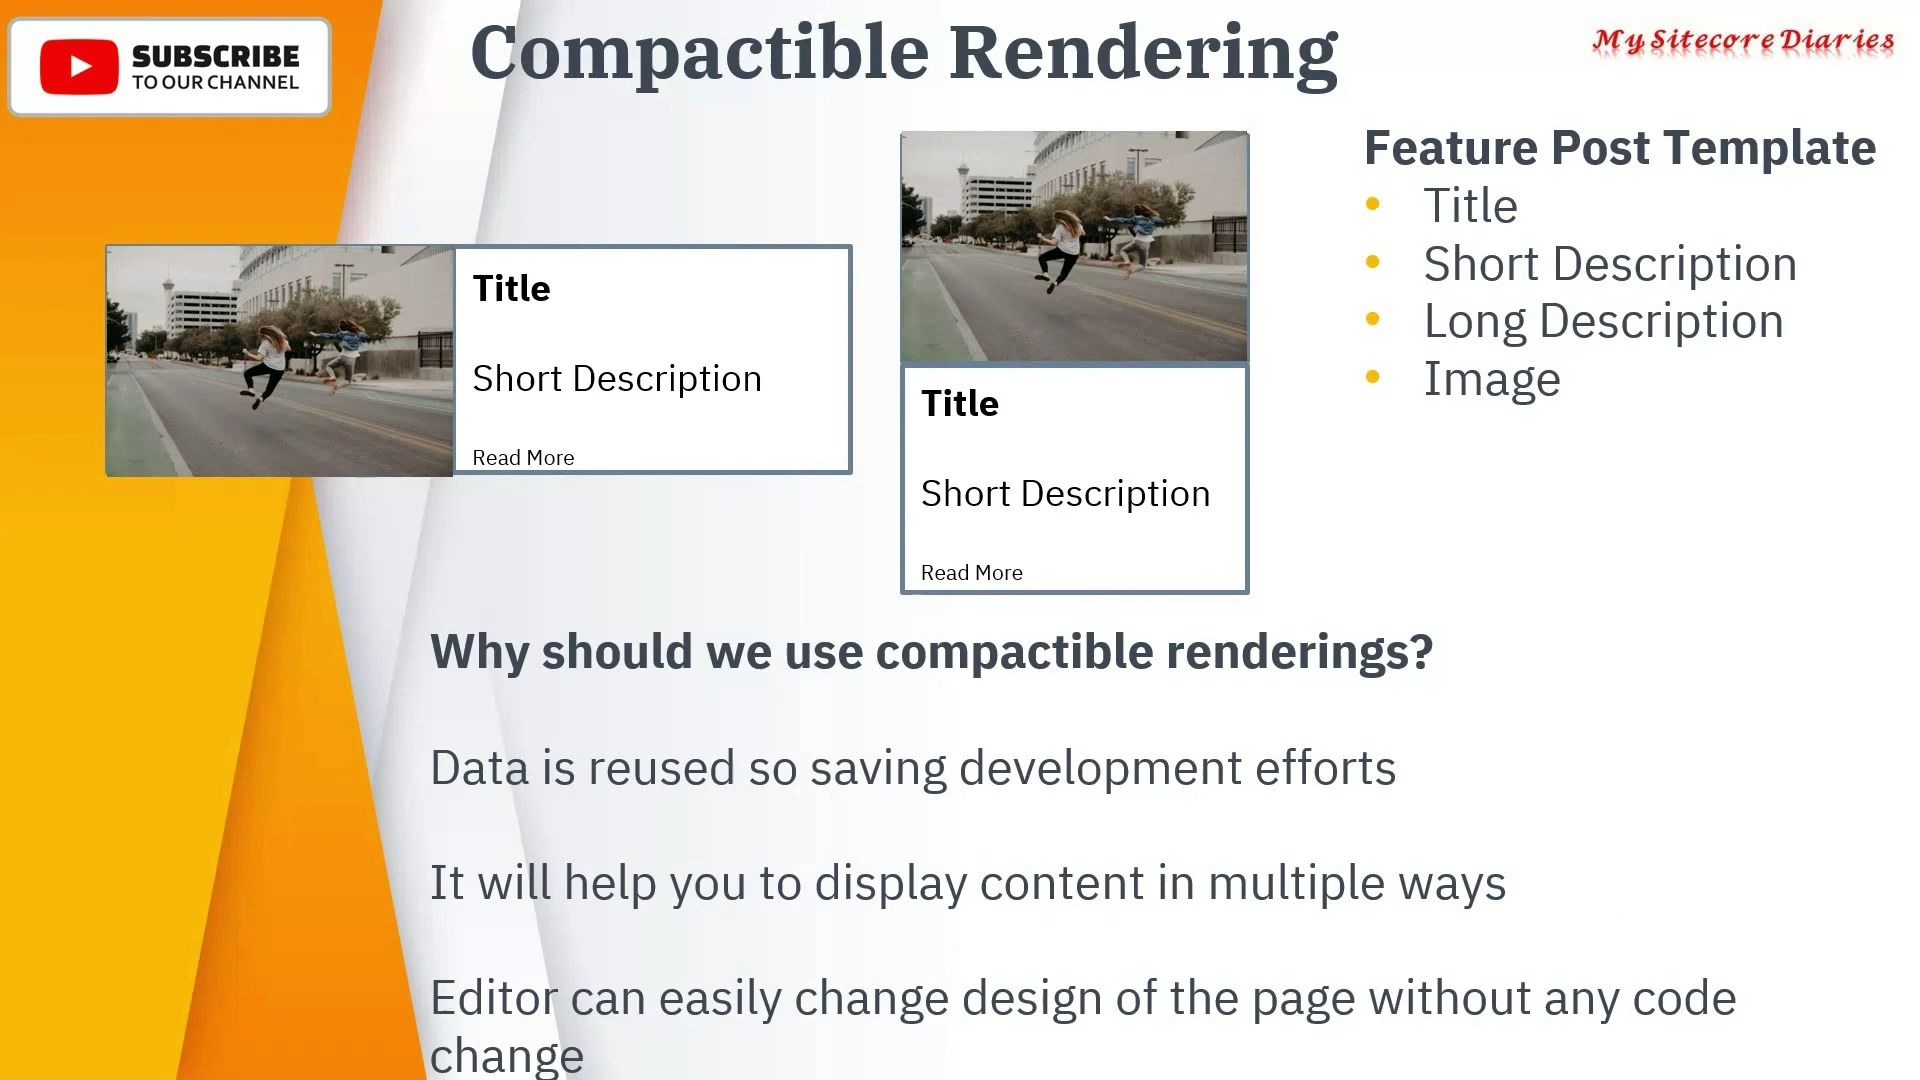 SUBSCRIBE
TO OUR CHANNEL
Compactible Rendering
My Sitecore Diaries
Title
Short Description
Read More
Title
Short Description
Read More
Feature Post Template
• Title
• Short Description
• Long Description
• Image
Why should we use compactible renderings?
Data is reused so saving development efforts
It will help you to display content in multiple ways
Editor can easily change design of the page without any code
change